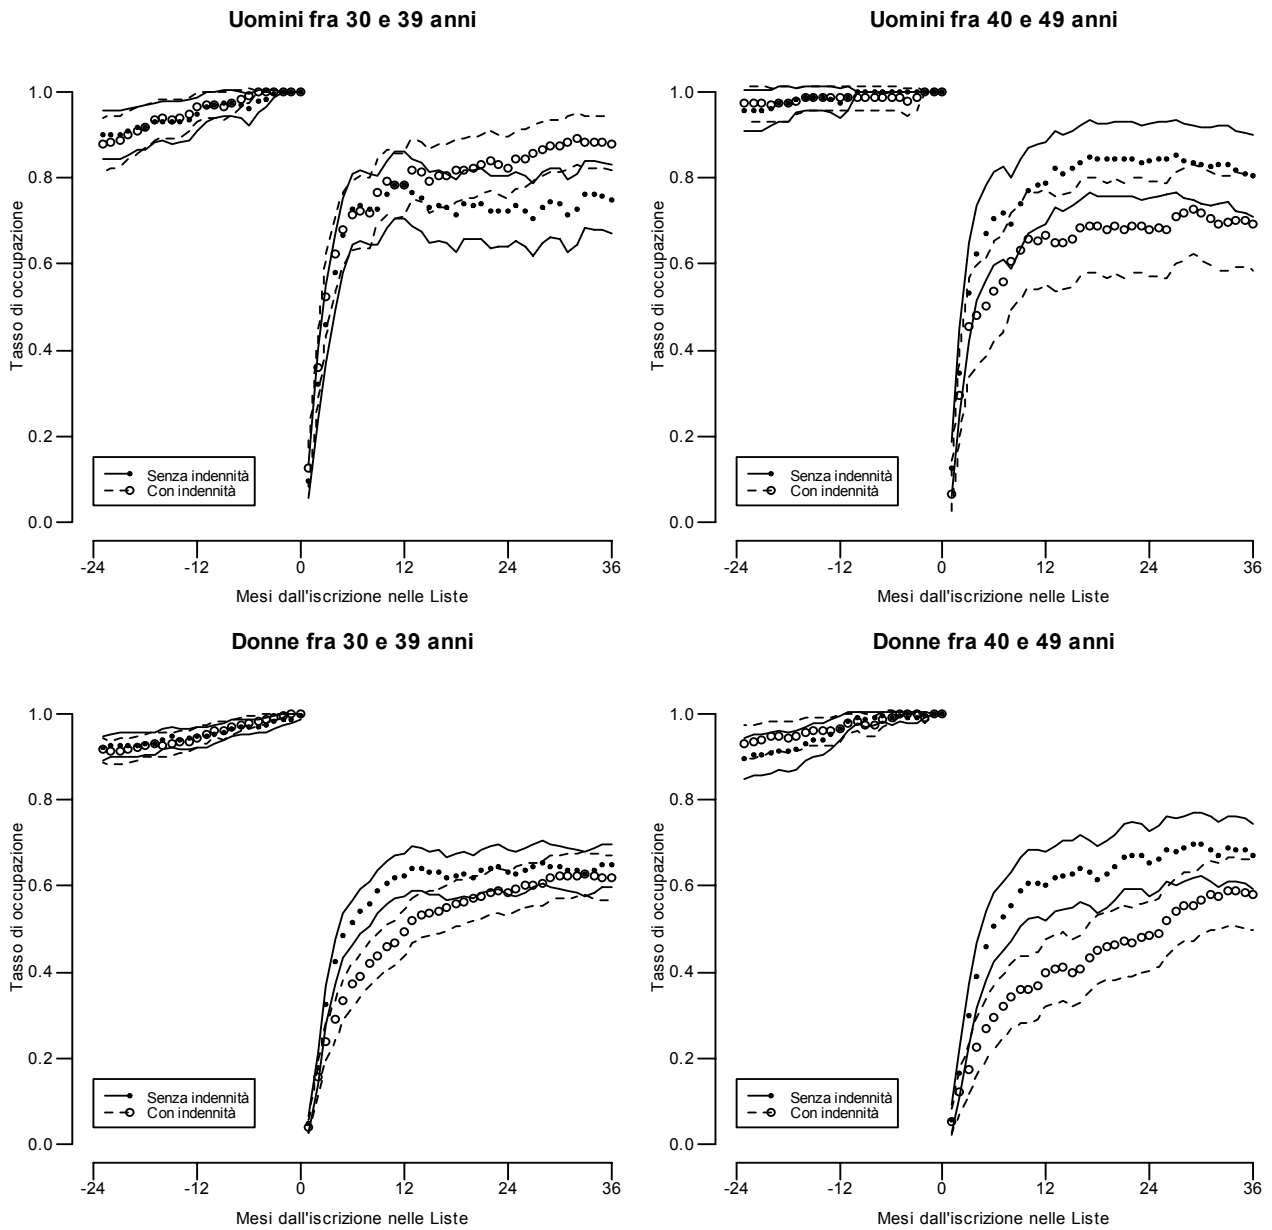 Uomini fra 30 e 39 anni
Tasso di occupazione
1.0
0.8
0.6
0.4
0.2
0.0
Senza indennità
Con indennità
-24 -12 0 12 24 36
Mesi dall'iscrizione nelle Liste
Uomini fra 40 e 49 anni
Tasso di occupazione
1.0
0.8
0.6
0.4
0.2
0.0
Senza indennità
Con indennità
-24 -12 0 12 24 36
Mesi dall'iscrizione nelle Liste
Donne fra 30 e 39 anni
Tasso di occupazione
1.0
0.8
0.6
0.4
0.2
0.0
Senza indennità
Con indennità
-24 -12 0 12 24 36
Mesi dall'iscrizione nelle Liste
Donne fra 40 e 49 anni
Tasso di occupazione
1.0
0.8
0.6
0.4
0.2
0.0
Senza indennità
Con indennità
-24 -12 0 12 24 36
Mesi dall'iscrizione nelle Liste